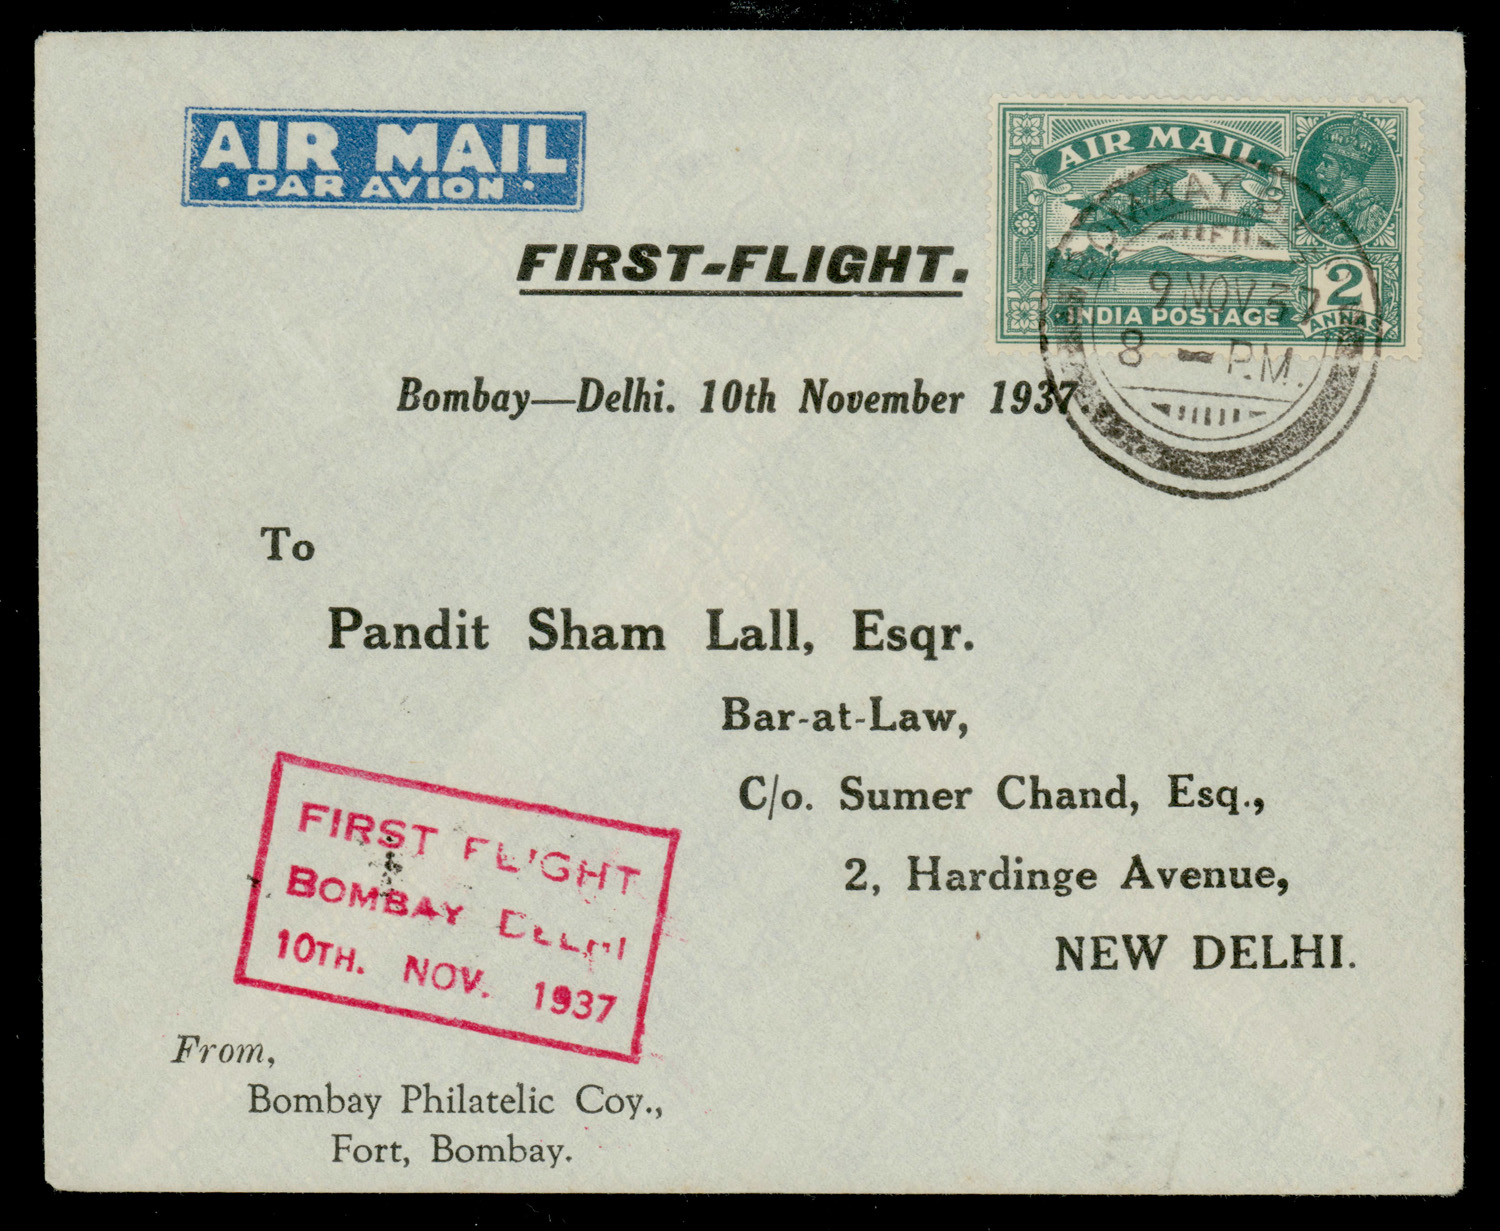 AIR MAIL
· PAR AVION ·
FIRST-FLIGHT.
AIR MAIL
2
ANNAS
INDIA POSTAGE
BOMBAY
9 NOV. 37
8 – P.M.
Bombay—Delhi. 10th November 1937.
To
Pandit Sham Lall, Esqr.
Bar-at-Law,
C/o. Sumer Chand, Esq.,
2, Hardinge Avenue,
NEW DELHI.
FIRST FLIGHT
BOMBAY DELHI
10TH. NOV. 1937
From,
Bombay Philatelic Coy.,
Fort, Bombay.